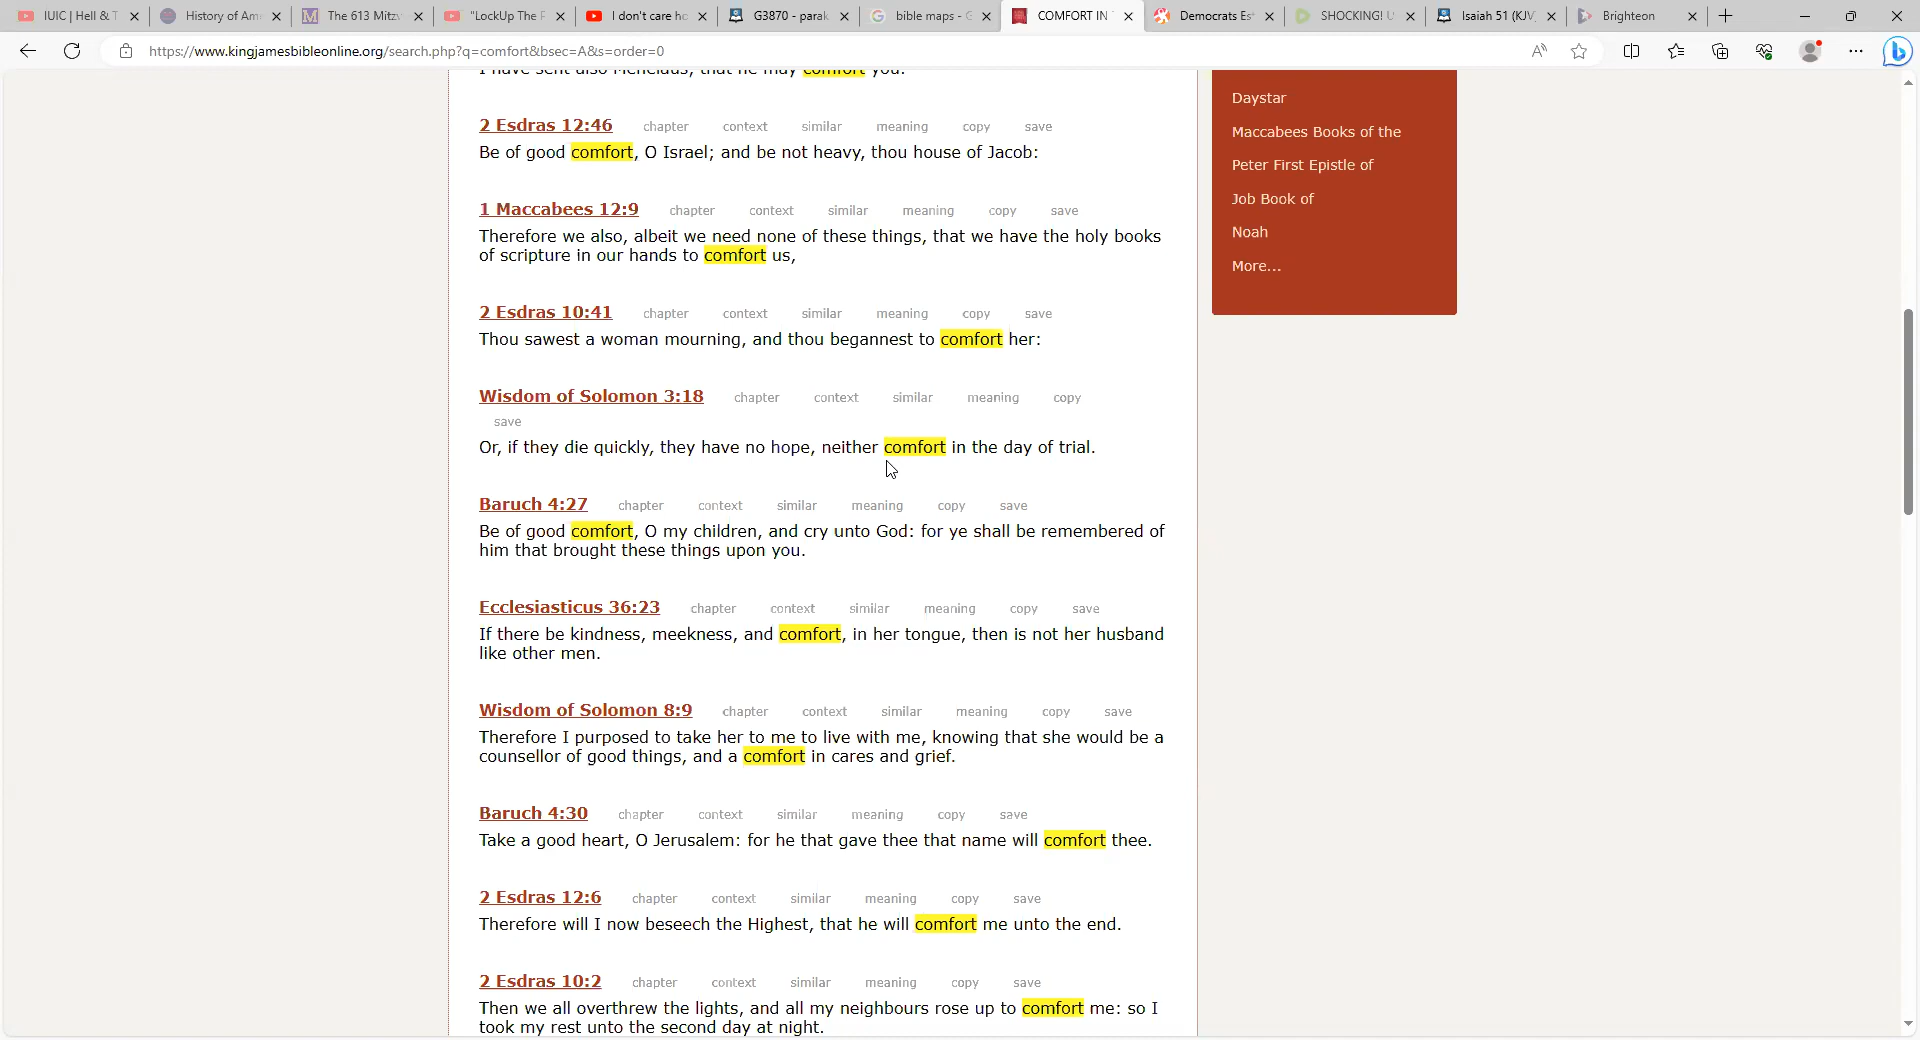 IUIC | Hell & T
History of Am
The 613 Mitzv
"LockUp The F
I don't care ho
G3870 - parak
bible maps - G
COMFORT IN
Democrats Est
SHOCKING! U
Isaiah 51 (KJV)
Brighteon
https://www.kingjamesbibleonline.org/search.php?q=comfort&bsec=A&s=order=0
I have sent also Menelaus, that he may comfort you.
2 Esdras 12:46 chapter context similar meaning copy save
Be of good comfort, O Israel; and be not heavy, thou house of Jacob:
1 Maccabees 12:9 chapter context similar meaning copy save
Therefore we also, albeit we need none of these things, that we have the holy books
of scripture in our hands to comfort us,
2 Esdras 10:41 chapter context similar meaning copy save
Thou sawest a woman mourning, and thou begannest to comfort her:
Wisdom of Solomon 3:18 chapter context similar meaning copy
save
Or, if they die quickly, they have no hope, neither comfort in the day of trial.
Baruch 4:27 chapter context similar meaning copy save
Be of good comfort, O my children, and cry unto God: for ye shall be remembered of
him that brought these things upon you.
Ecclesiasticus 36:23 chapter context similar meaning copy save
If there be kindness, meekness, and comfort, in her tongue, then is not her husband
like other men.
Wisdom of Solomon 8:9 chapter context similar meaning copy save
Therefore I purposed to take her to me to live with me, knowing that she would be a
counsellor of good things, and a comfort in cares and grief.
Baruch 4:30 chapter context similar meaning copy save
Take a good heart, O Jerusalem: for he that gave thee that name will comfort thee.
2 Esdras 12:6 chapter context similar meaning copy save
Therefore will I now beseech the Highest, that he will comfort me unto the end.
2 Esdras 10:2 chapter context similar meaning copy save
Then we all overthrew the lights, and all my neighbours rose up to comfort me: so I
took my rest unto the second day at night.
Daystar
Maccabees Books of the
Peter First Epistle of
Job Book of
Noah
More...